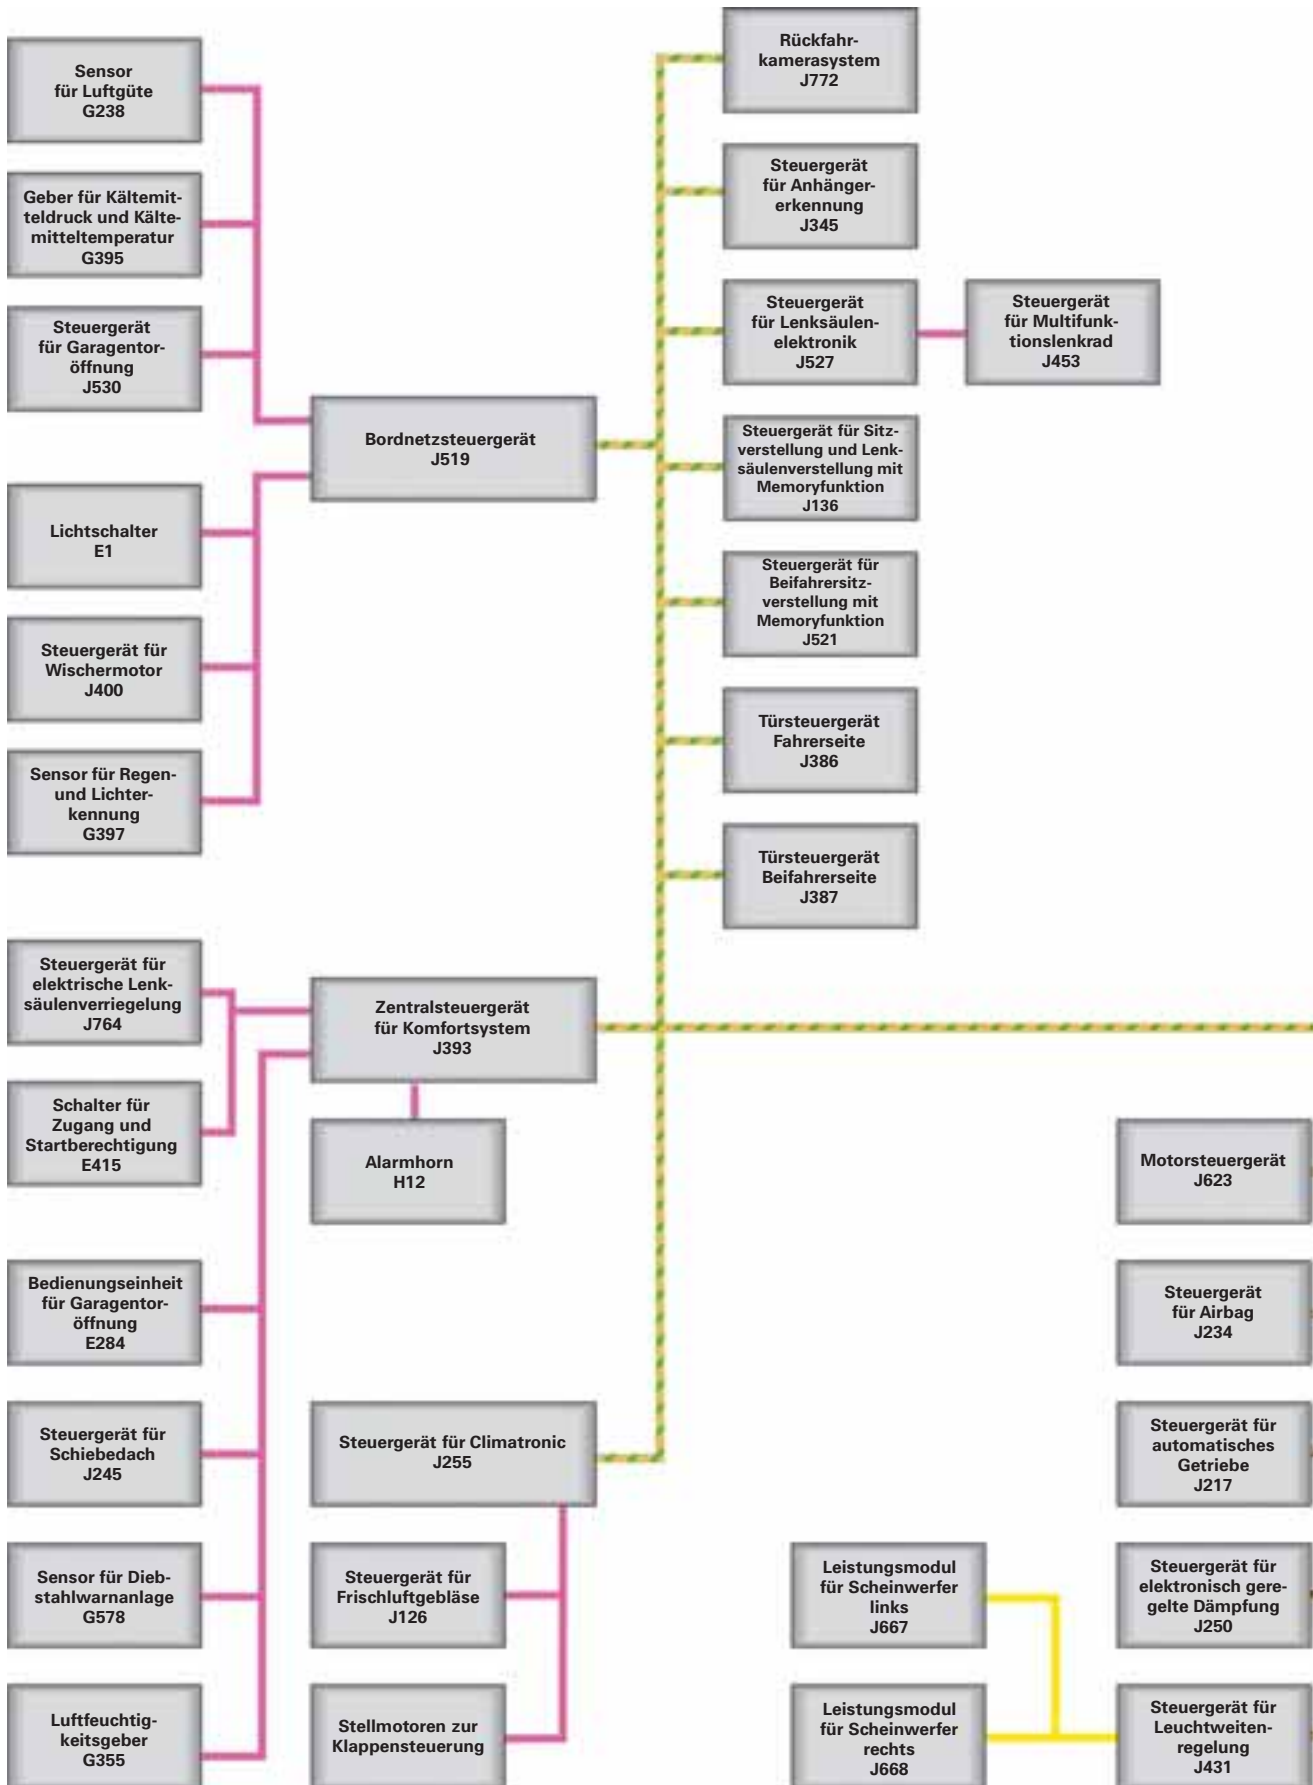 Sensor
für Luftgüte
G238
Geber für Kältemit-
teldruck und Kälte-
mitteltemperatur
G395
Steuergerät
für Garagentor-
öffnung
J530
Lichtschalter
E1
Steuergerät für
Wischermotor
J400
Sensor für Regen-
und Lichter-
kennung
G397
Bordnetzsteuergerät
J519
Rückfahr-
kamerasystem
J772
Steuergerät
für Anhänger-
erkennung
J345
Steuergerät
für Lenksäulen-
elektronik
J527
Steuergerät
für Multifunk-
tionslenkrad
J453
Steuergerät für Sitz-
verstellung und Lenk-
säulenverstellung mit
Memoryfunktion
J136
Steuergerät für
Beifahrersitz-
verstellung mit
Memoryfunktion
J521
Türsteuergerät
Fahrerseite
J386
Türsteuergerät
Beifahrerseite
J387
Steuergerät für
elektrische Lenk-
säulenverriegelung
J764
Schalter für
Zugang und
Startberechtigung
E415
Zentralsteuergerät
für Komfortsystem
J393
Alarmhorn
H12
Bedienungseinheit
für Garagentor-
öffnung
E284
Steuergerät für
Schiebedach
J245
Sensor für Dieb-
stahlwarnanlage
G578
Luftfeuchtig-
keitsgeber
G355
Steuergerät für Climatronic
J255
Steuergerät für
Frischluftgebläse
J126
Stellmotoren zur
Klappensteuerung
Leistungsmodul
für Scheinwerfer
links
J667
Leistungsmodul
für Scheinwerfer
rechts
J668
Motorsteuergerät
J623
Steuergerät
für Airbag
J234
Steuergerät für
automatisches
Getriebe
J217
Steuergerät für
elektronisch gere-
gelte Dämpfung
J250
Steuergerät für
Leuchtweiten-
regelung
J431